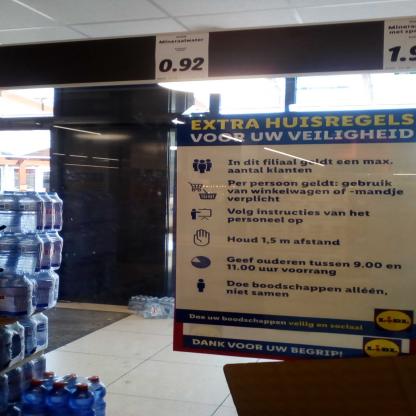 Mineraalwater
0.92
Mineraalwater
met
1.9
EXTRA HUISREGELS
VOOR UW VEILIGHEID
In dit filiaal geldt een max.
aantal klanten
Per persoon geldt: gebruik
van winkelwagen of -mandje
verplicht
Volg instructies van het
personeel op
Houd 1,5 m afstand
Geef ouderen tussen 9.00 en
11.00 uur voorrang
Doe boodschappen alléén,
niet samen
Doe uw boodschappen veilig en sociaal
LIDL
DANK VOOR UW BEGRIP!
LIDL